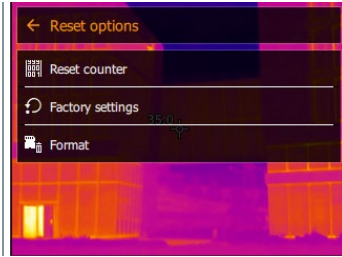 Reset options
Reset counter
Factory settings
35.0
Format